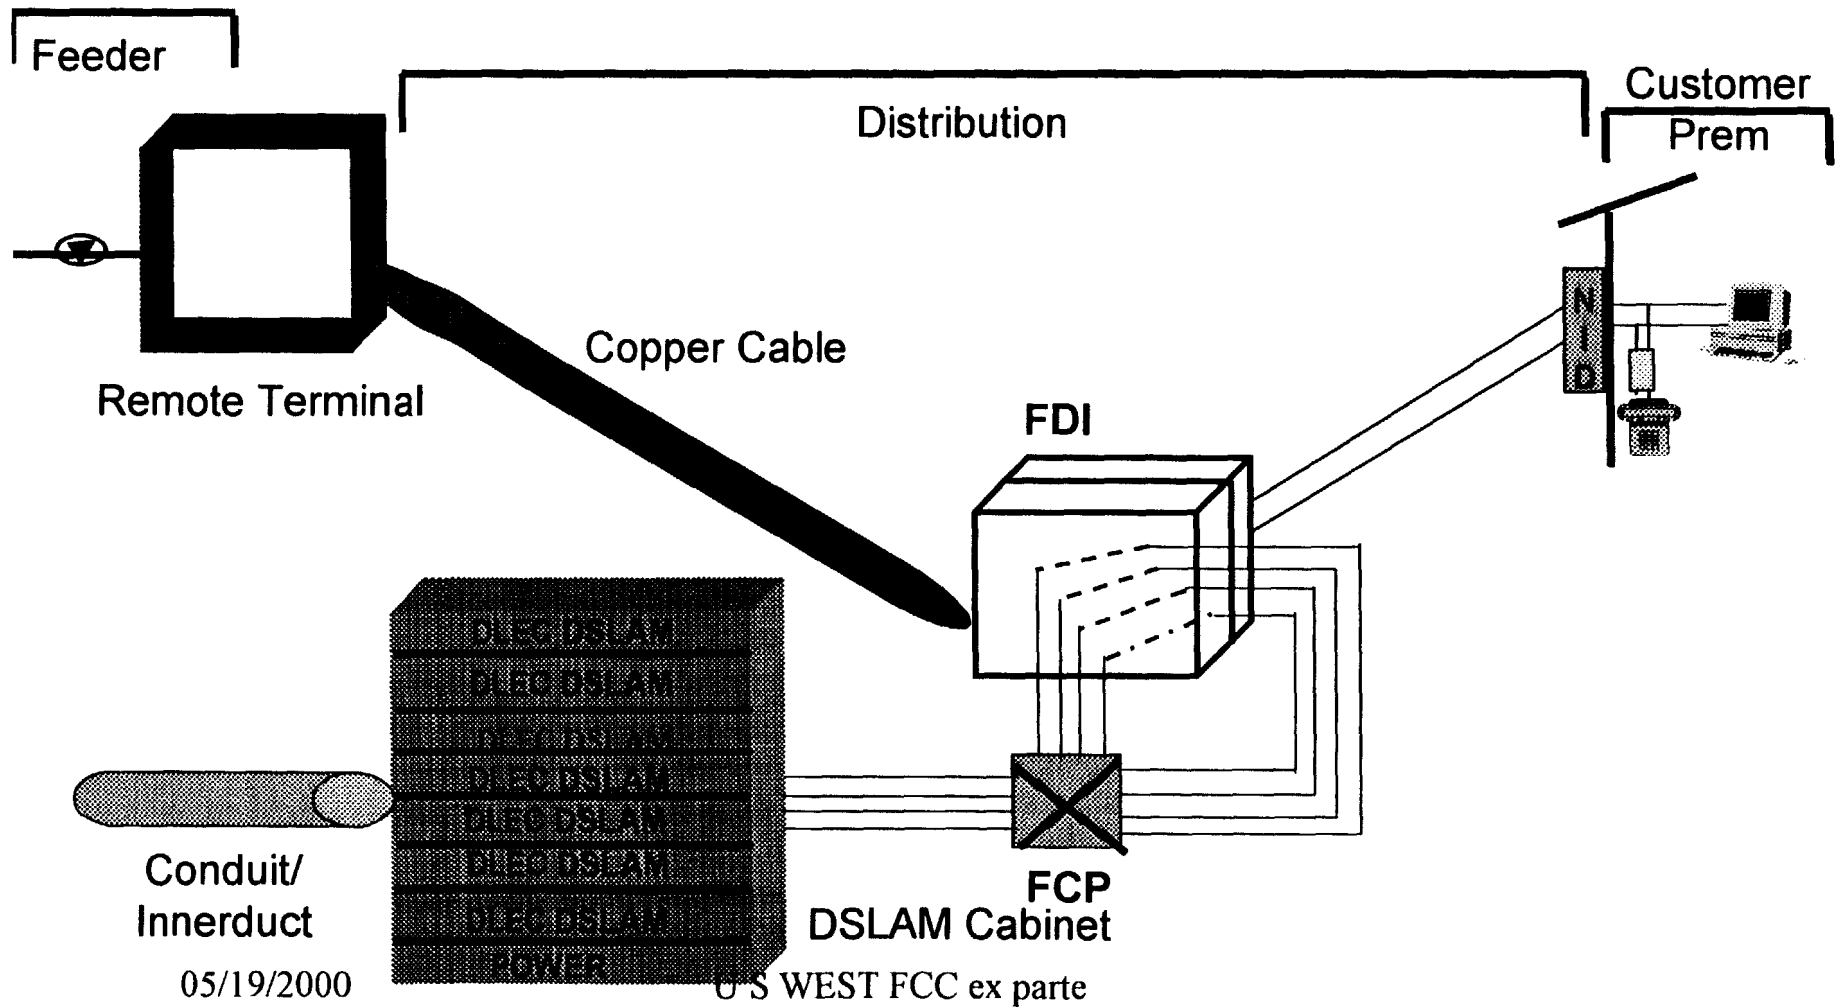 Feeder
Distribution
Customer
Prem
Remote Terminal
Copper Cable
N
I
D
FDI
DLEC DSLAM
DLEC DSLAM
DLEC DSLAM
DLEC DSLAM
DLEC DSLAM
DLEC DSLAM
DLEC DSLAM
POWER
Conduit/
Innerduct
FCP
DSLAM Cabinet
05/19/2000
U S WEST FCC ex parte